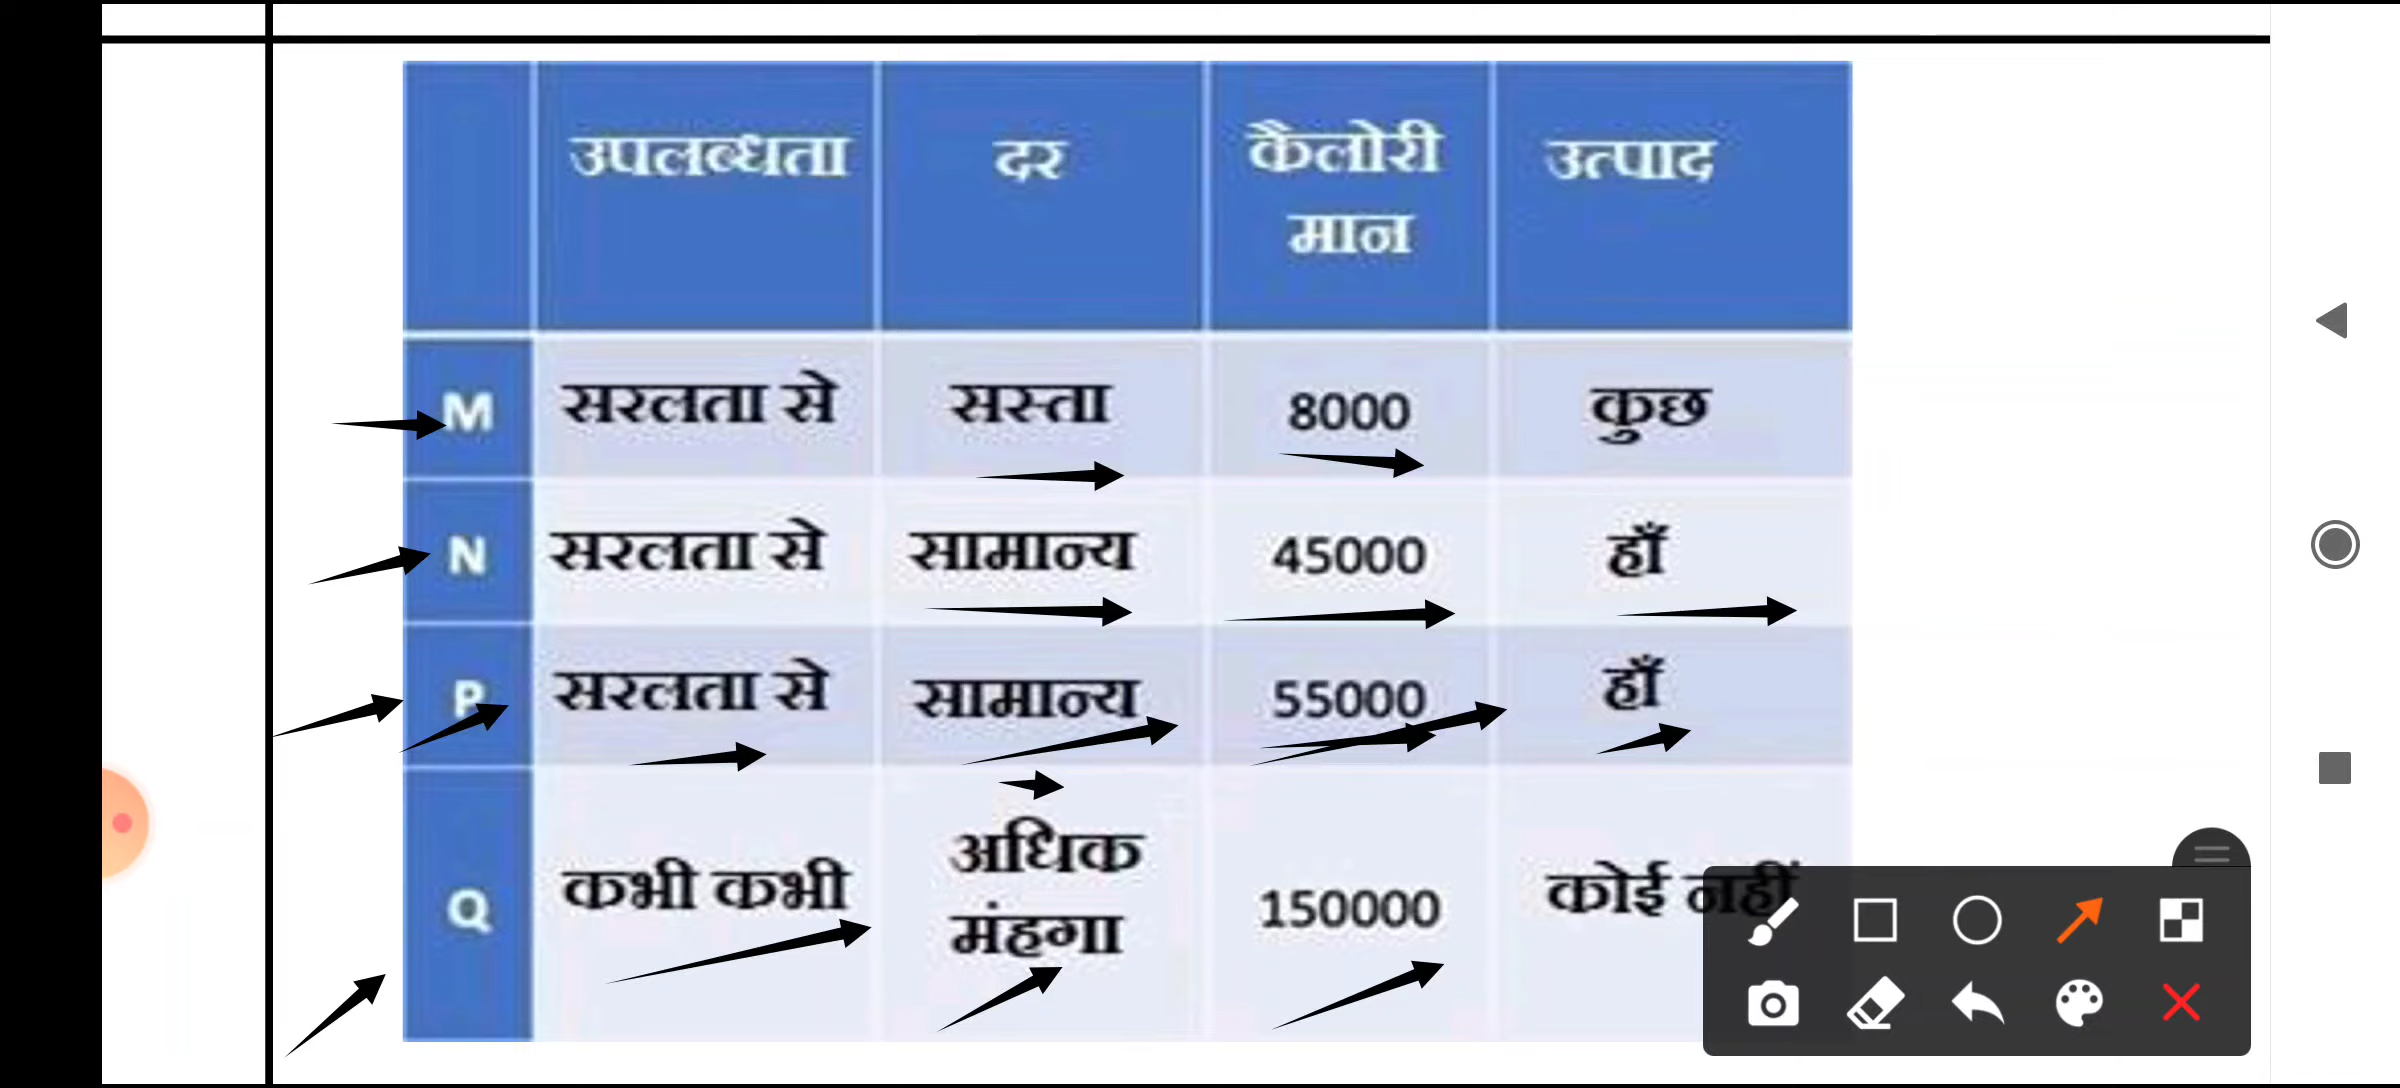 उपलब्धता दर कैलोरी मान उत्पाद
M सरलता से सस्ता 8000 कुछ
N सरलता से सामान्य 45000 हाँ
P सरलता से सामान्य 55000 हाँ
Q कभी कभी अधिक मंहगा 150000 कोई नहीं